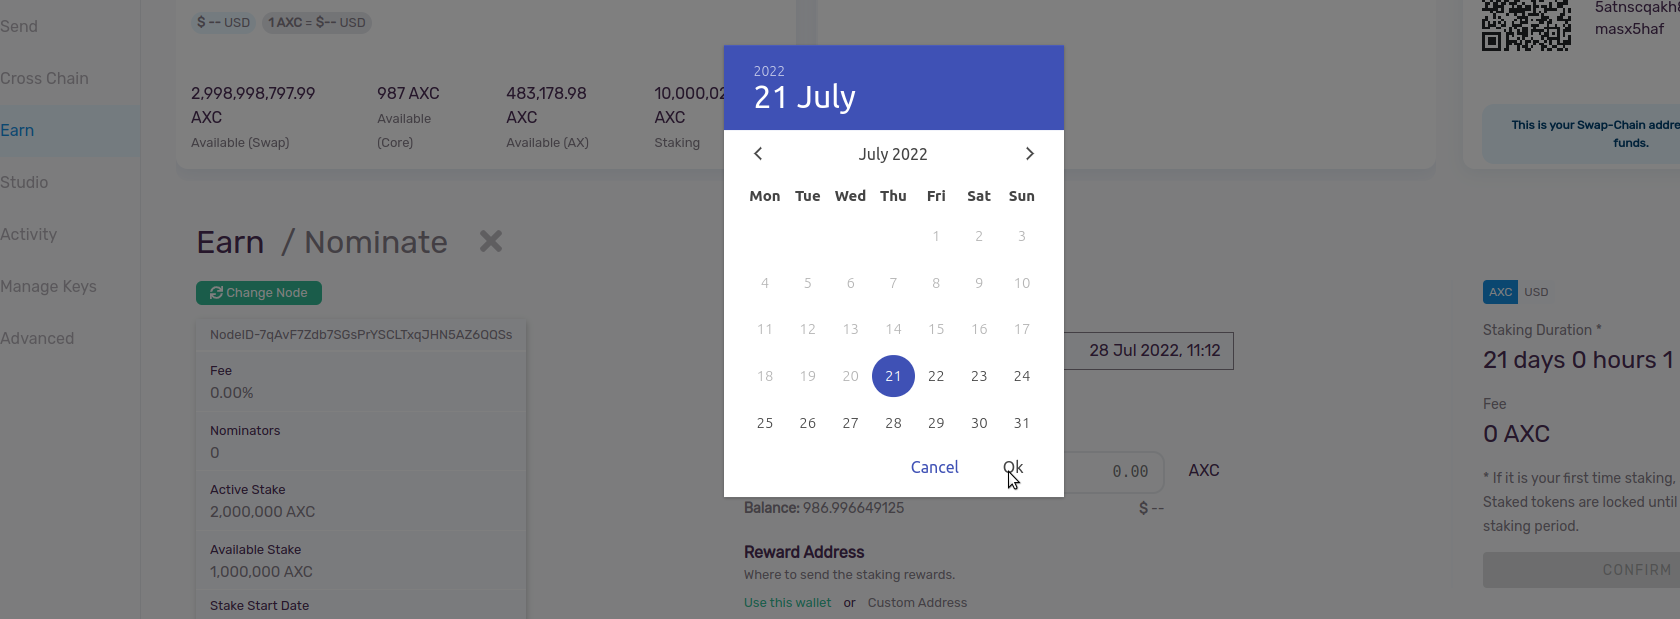 Send
Cross Chain
Earn
Studio
Activity
Manage Keys
Advanced
$ -- USD
1 AXC = $-- USD
2,998,998,797.99
AXC
Available (Swap)
987 AXC
Available
(Core)
483,178.98
AXC
Available (AX)
10,000,02
AXC
Staking
5atnscqakh
masx5haf
This is your Swap-Chain addre
funds.
Earn / Nominate
Change Node
NodeID-7qAvF7Zdb7SGsPrYSCLTxqJHN5AZ6QQSs
Fee
0.00%
Nominators
0
Active Stake
2,000,000 AXC
Available Stake
1,000,000 AXC
Stake Start Date
2022
21 July
July 2022
Mon Tue Wed Thu Fri Sat Sun
1 2 3
4 5 6 7 8 9 10
11 12 13 14 15 16 17
18 19 20 21 22 23 24
25 26 27 28 29 30 31
Cancel Ok
28 Jul 2022, 11:12
0.00 AXC
Balance: 986.996649125 $ --
Reward Address
Where to send the staking rewards.
Use this wallet or Custom Address
AXC USD
Staking Duration *
21 days 0 hours 1
Fee
0 AXC
* If it is your first time staking,
Staked tokens are locked until
staking period.
CONFIRM